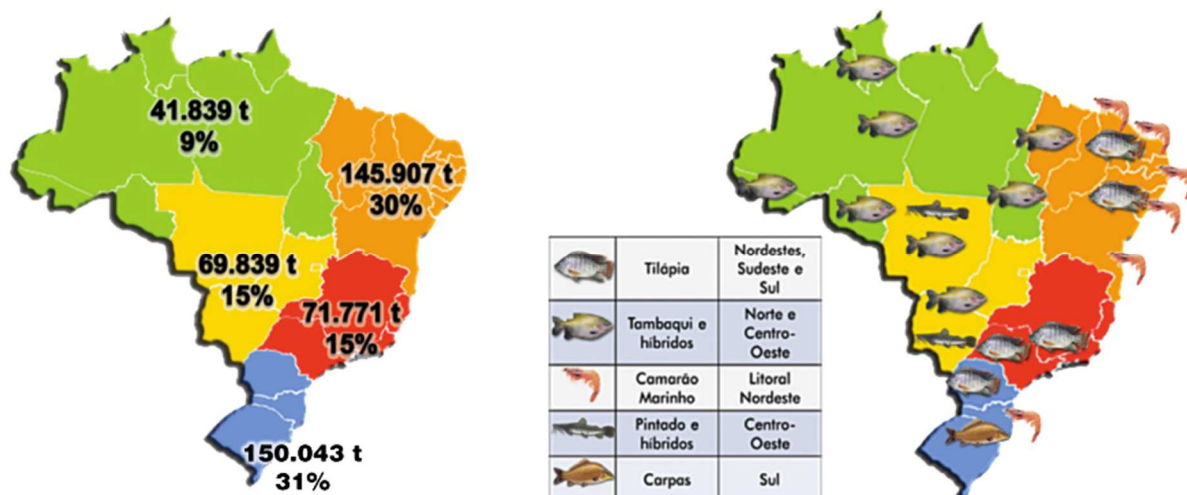 41.839 t
9%
145.907 t
30%
69.839 t
15%
71.771 t
15%
150.043 t
31%
Tilápia
Nordestes,
Sudeste e
Sul
Tambaqui e
híbridos
Norte e
Centro-
Oeste
Camarão
Marinho
Litoral
Nordeste
Pintado e
híbridos
Centro-
Oeste
Carpas
Sul